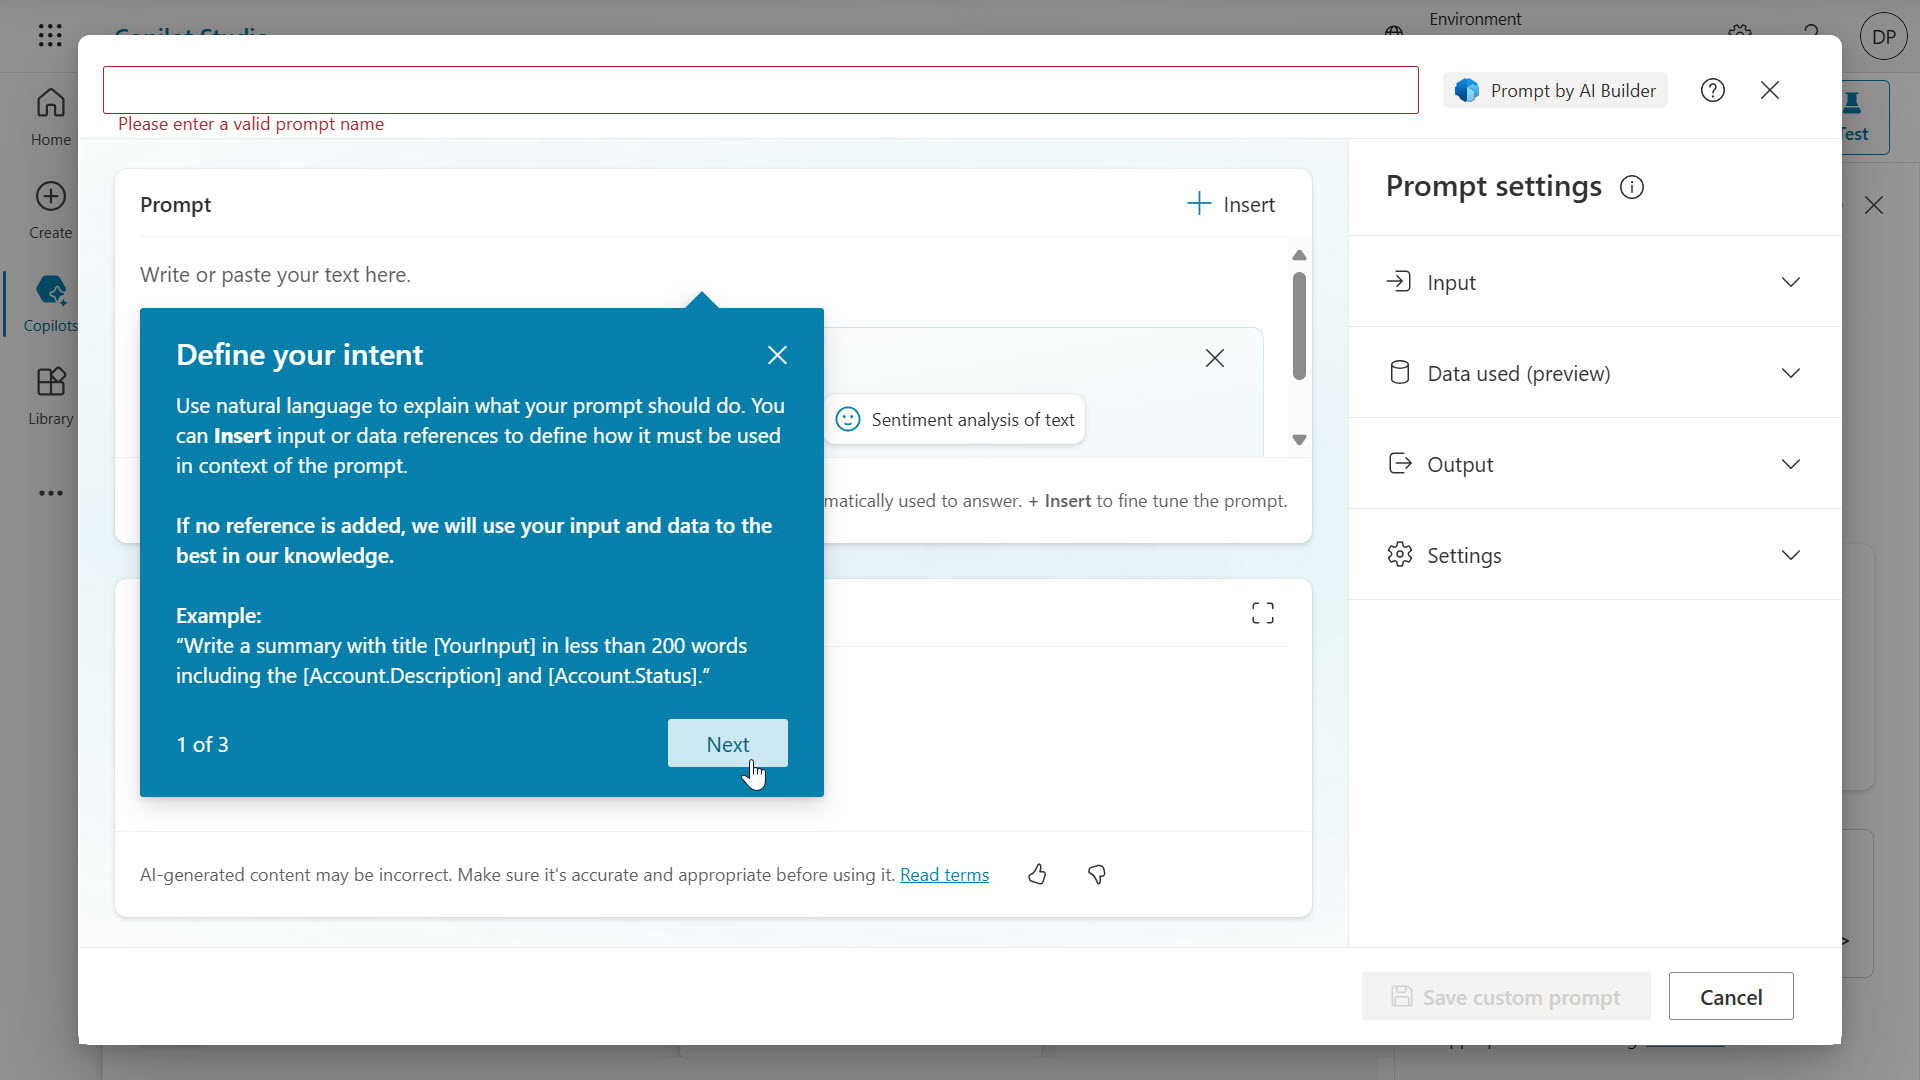 Environment
DP
Home
Create
Copilots
Library
Please enter a valid prompt name
Prompt by AI Builder
Prompt
Insert
Write or paste your text here.
Define your intent
Use natural language to explain what your prompt should do. You
can Insert input or data references to define how it must be used
in context of the prompt.
If no reference is added, we will use your input and data to the
best in our knowledge.
Example:
“Write a summary with title [YourInput] in less than 200 words
including the [Account.Description] and [Account.Status].”
1 of 3
Next
Sentiment analysis of text
used to answer. + Insert to fine tune the prompt.
AI-generated content may be incorrect. Make sure it's accurate and appropriate before using it. Read terms
Prompt settings
Input
Data used (preview)
Output
Settings
Save custom prompt
Cancel